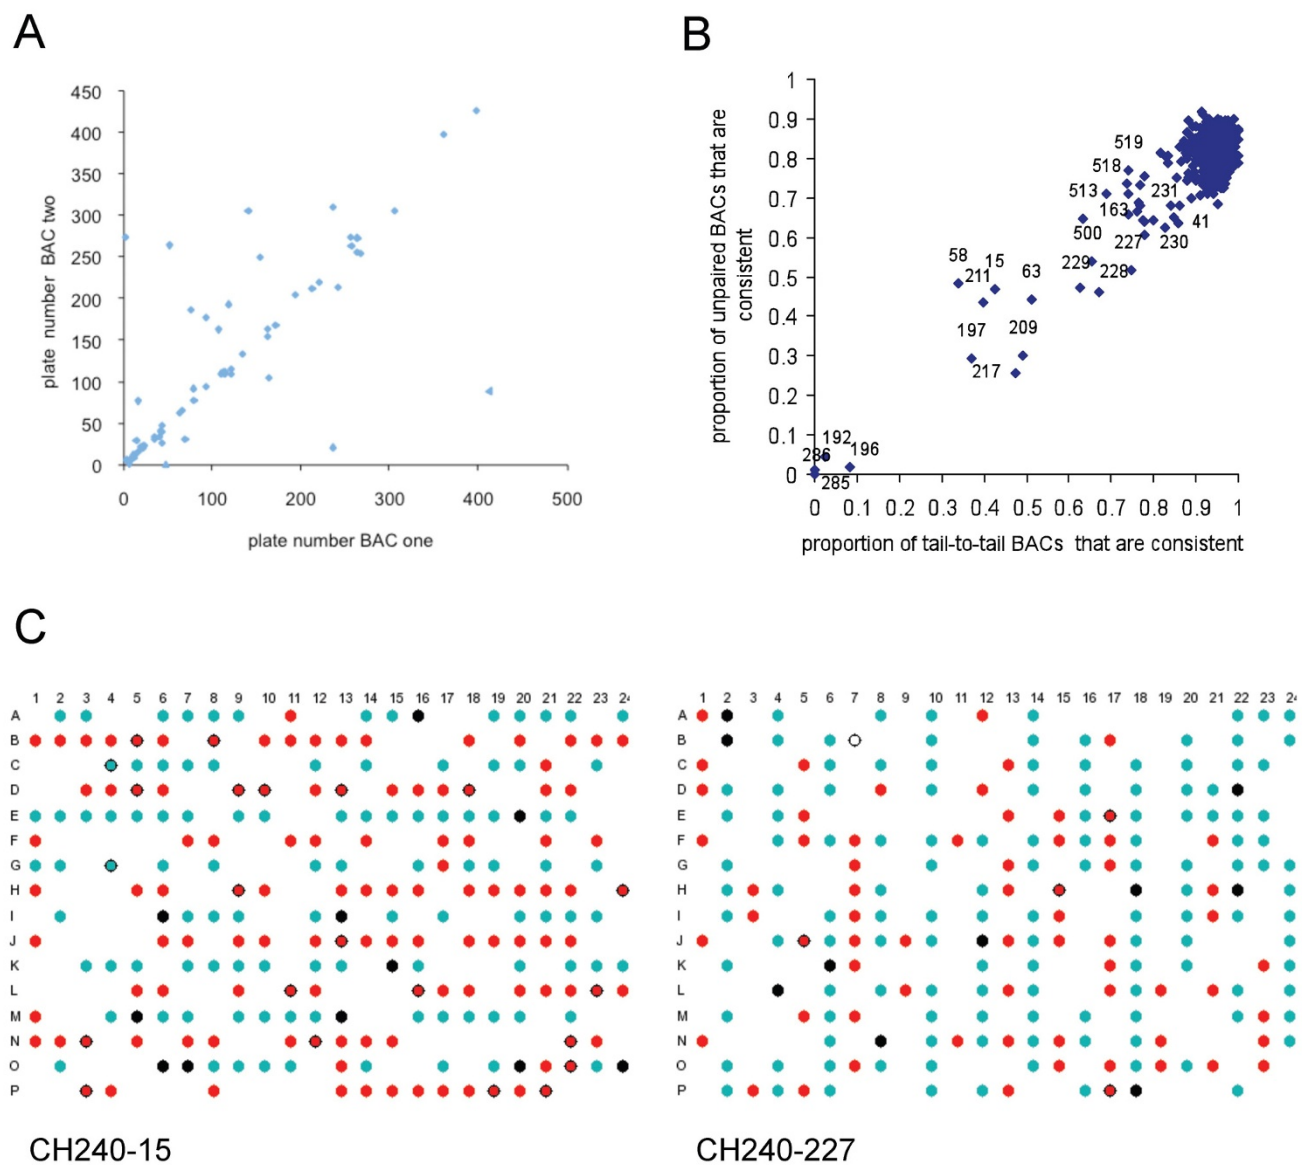 A
B
450
400
350
300
250
200
150
100
50
0
0 100 200 300 400 500
plate number BAC two
plate number BAC one
1
0.9
0.8
0.7
0.6
0.5
0.4
0.3
0.2
0.1
0
0 0.1 0.2 0.3 0.4 0.5 0.6 0.7 0.8 0.9 1
proportion of unpaired BACs that are
consistent
proportion of tail-to-tail BACs that are consistent
519
518
513 231
163
500 41
227 230
58 15
211 63
229 228
197 209
217
192
286 196
285
C
1 2 3 4 5 6 7 8 9 10 11 12 13 14 15 16 17 18 19 20 21 22 23 24
A
B
C
D
E
F
G
H
I
J
K
L
M
N
O
P
CH240-15
1 2 3 4 5 6 7 8 9 10 11 12 13 14 15 16 17 18 19 20 21 22 23 24
A
B
C
D
E
F
G
H
I
J
K
L
M
N
O
P
CH240-227